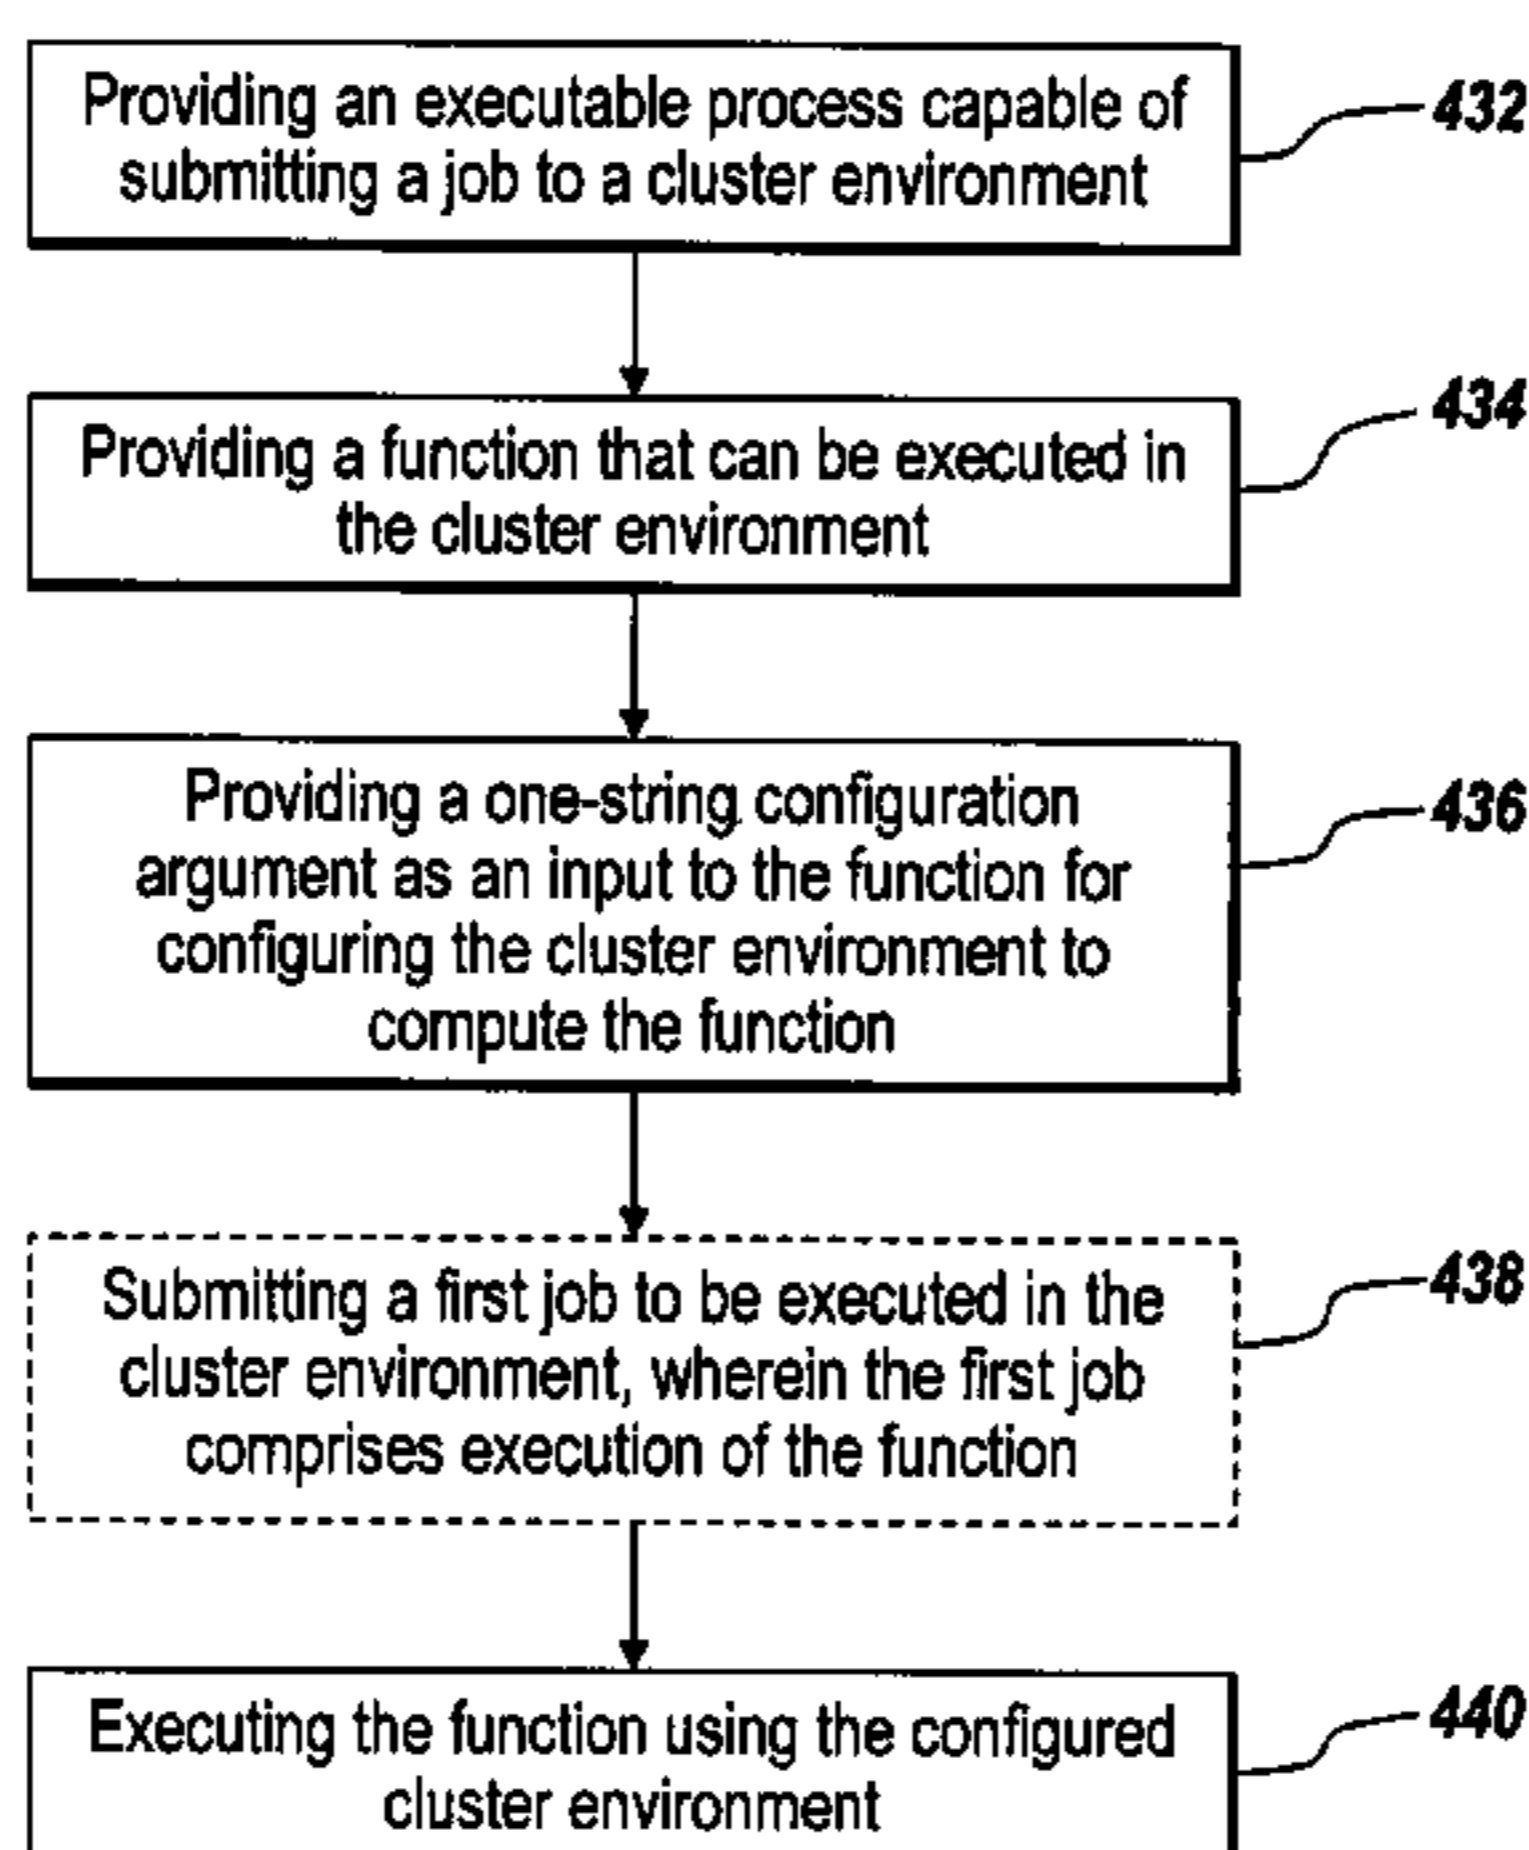 Providing an executable process capable of
submitting a job to a cluster environment
432
Providing a function that can be executed in
the cluster environment
434
Providing a one-string configuration
argument as an input to the function for
configuring the cluster environment to
compute the function
436
Submitting a first job to be executed in the
cluster environment, wherein the first job
comprises execution of the function
438
Executing the function using the configured
cluster environment
440